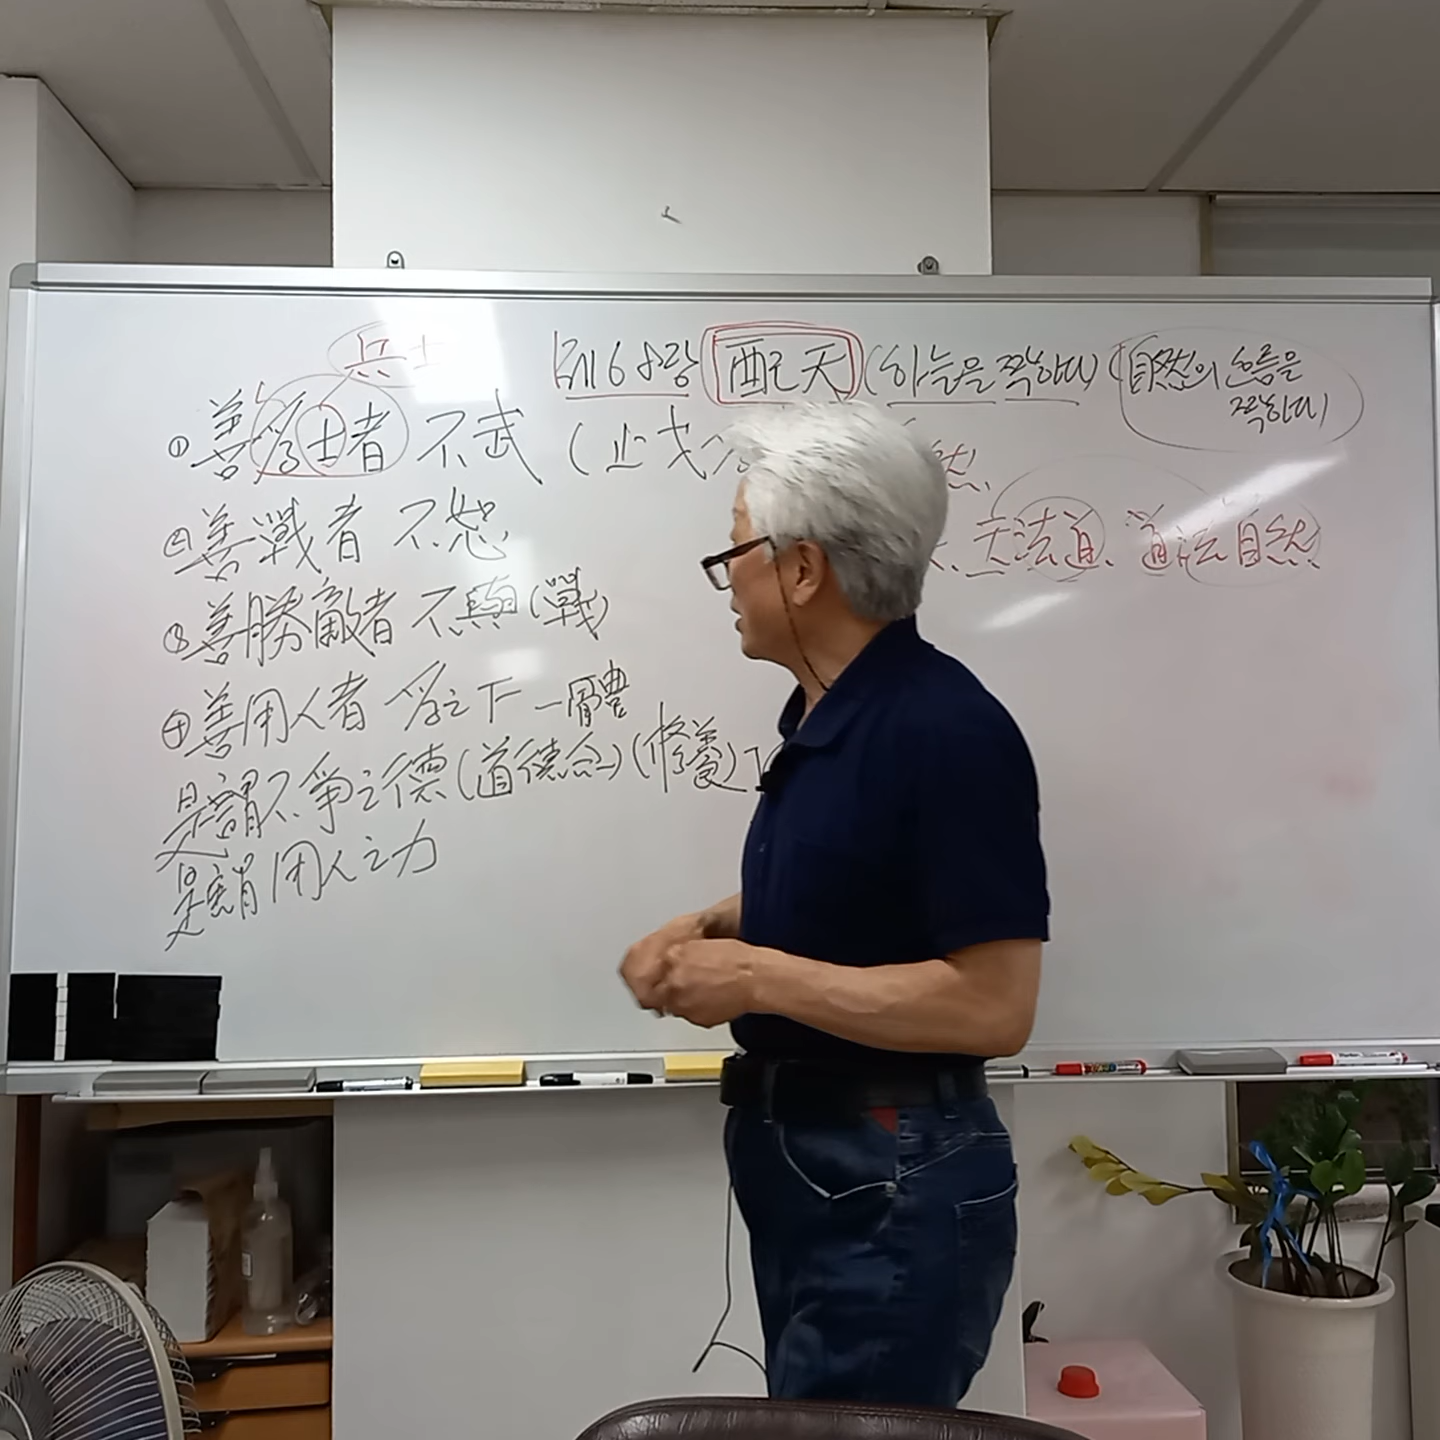 兵士
제68장 配天 (하늘을 짝하다) (自然의 흐름을
짝하다)
① 善爲士者 不武 (止戈
然.
② 善戰者 不怒
天法道. 道法自然
③ 善勝敵者 不與(戰)
④ 善用人者 爲之下 一體
是謂不爭之德 (道德念) (修養)
是謂用人之力